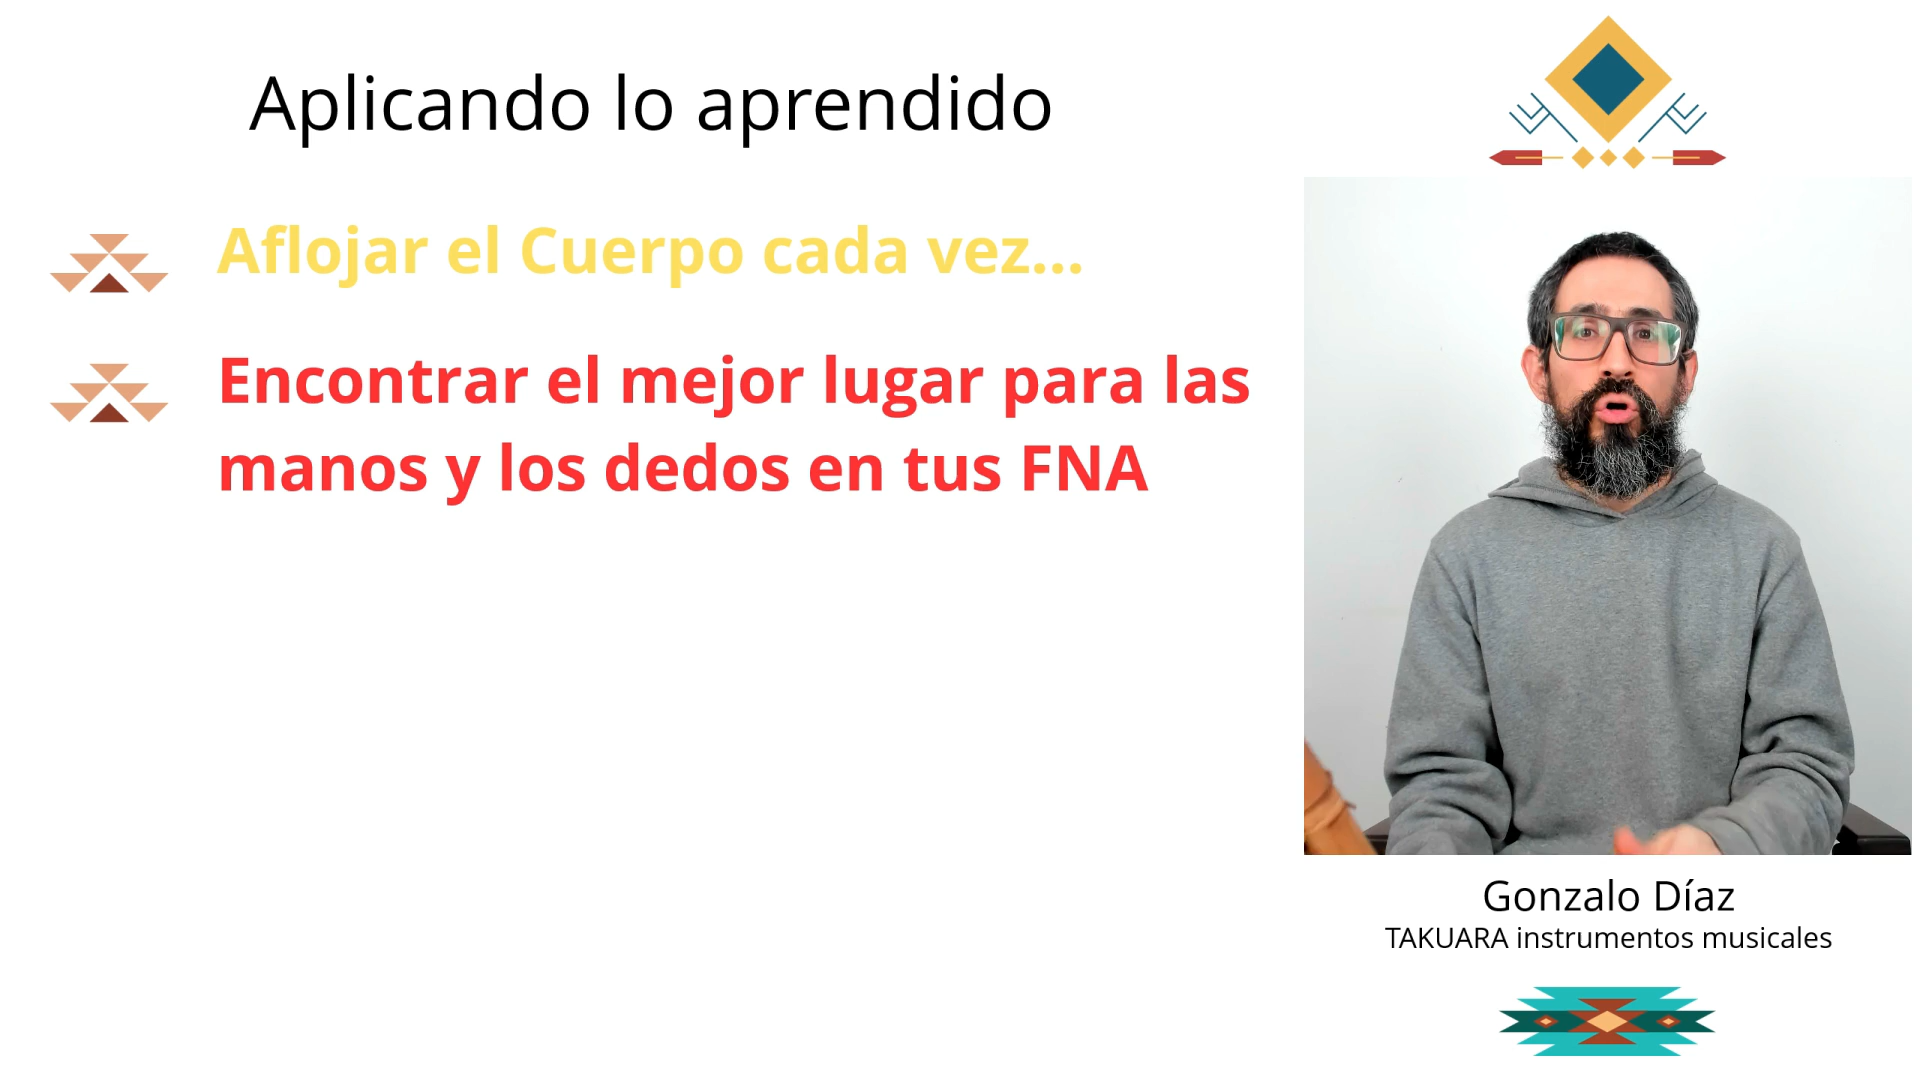 Aplicando lo aprendido
Aflojar el Cuerpo cada vez...
Encontrar el mejor lugar para las
manos y los dedos en tus FNA
Gonzalo Díaz
TAKUARA instrumentos musicales